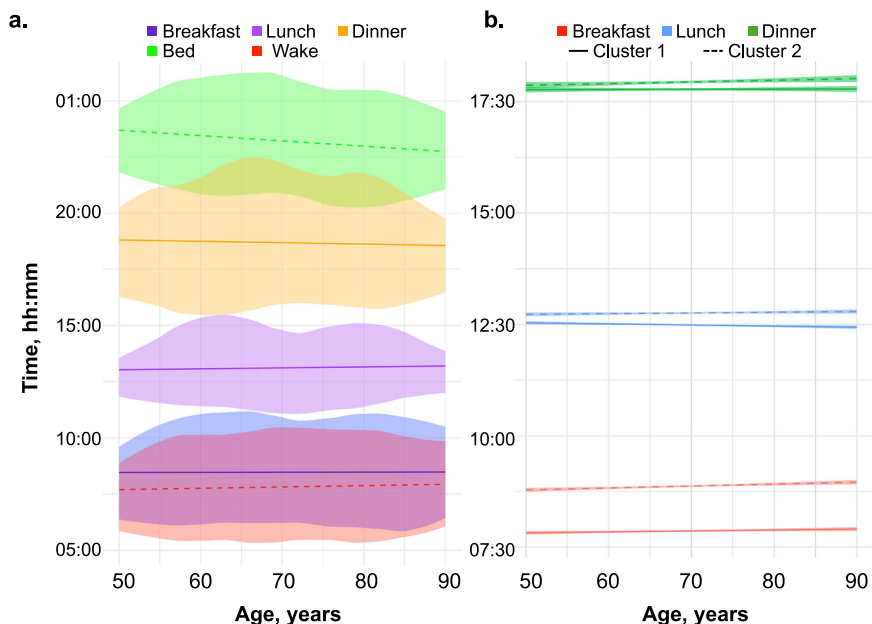 a.
Breakfast Lunch Dinner
Bed Wake
01:00
20:00
15:00
10:00
05:00
Time, hh:mm
50 60 70 80 90
Age, years
b.
Breakfast Lunch Dinner
Cluster 1 Cluster 2
17:30
15:00
12:30
10:00
07:30
50 60 70 80 90
Age, years